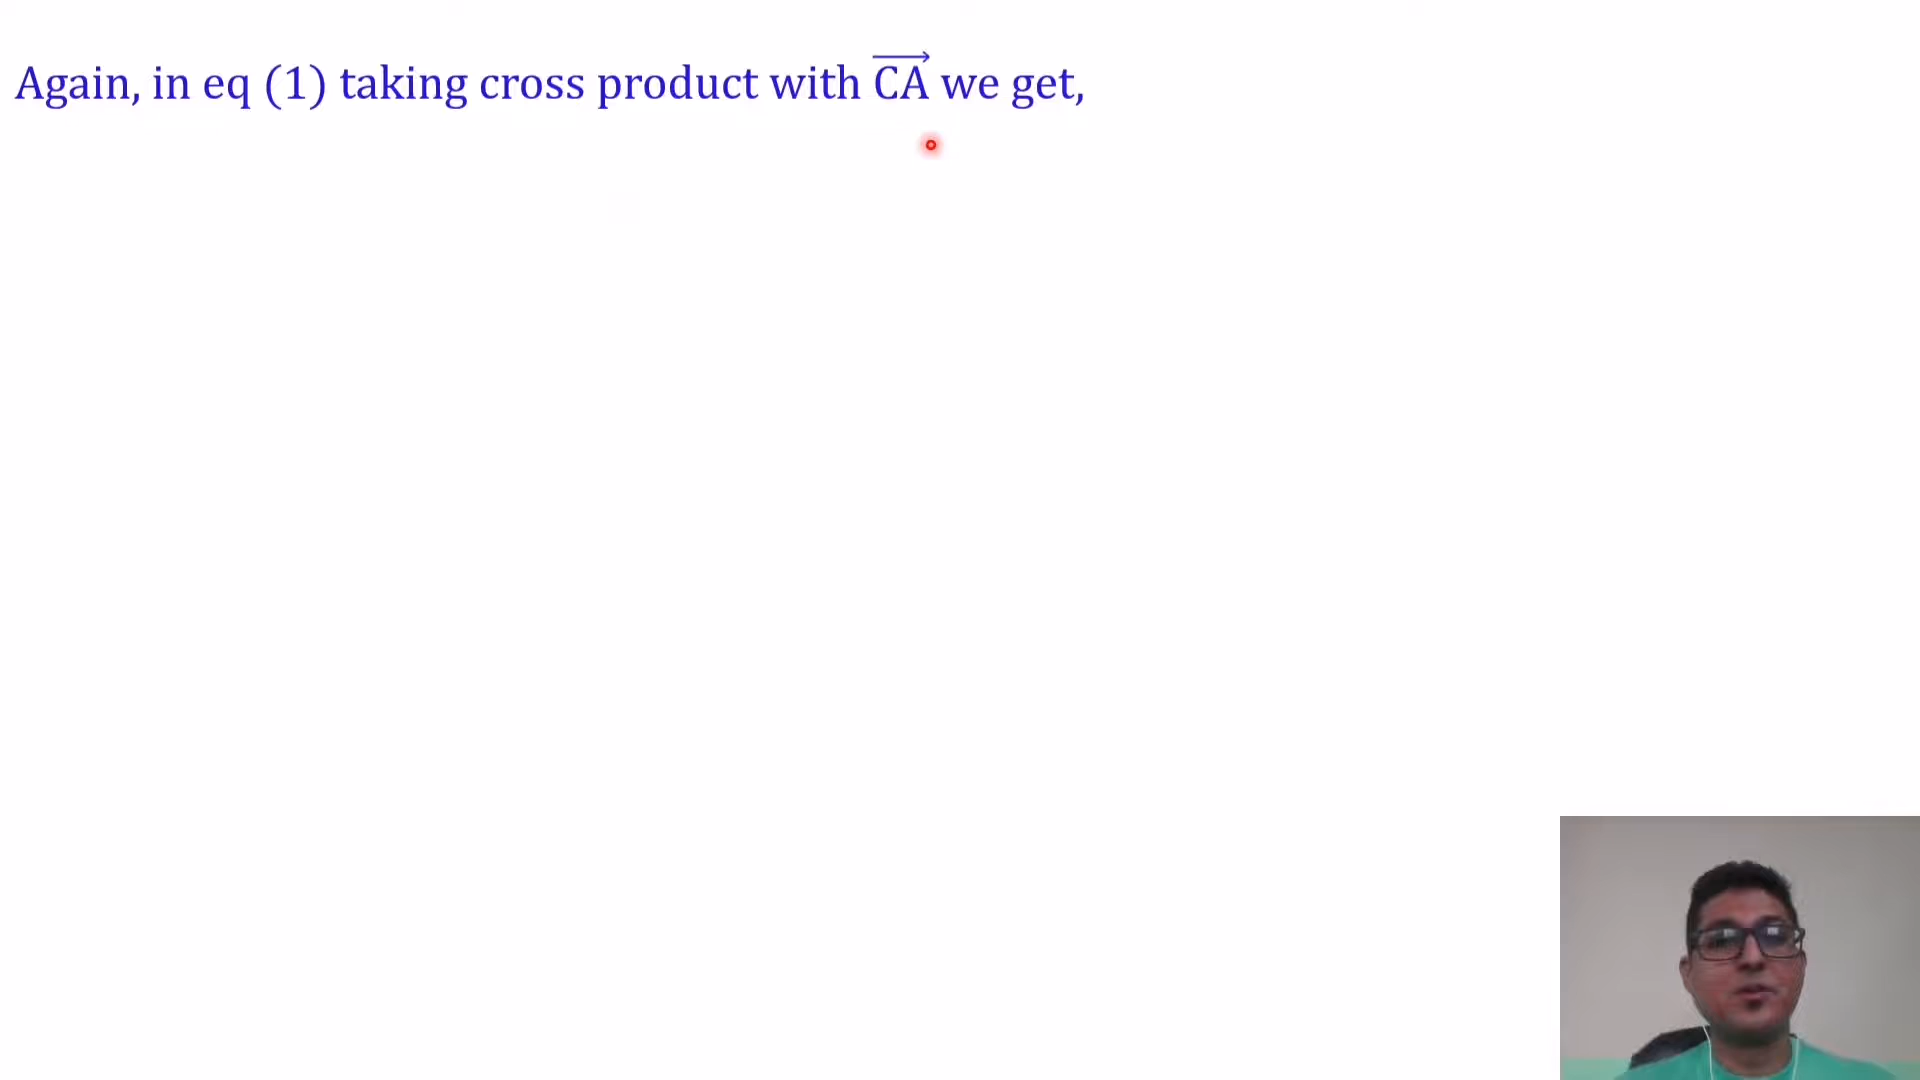 Again, in eq (1) taking cross product with $\overrightarrow{CA}$ we get,